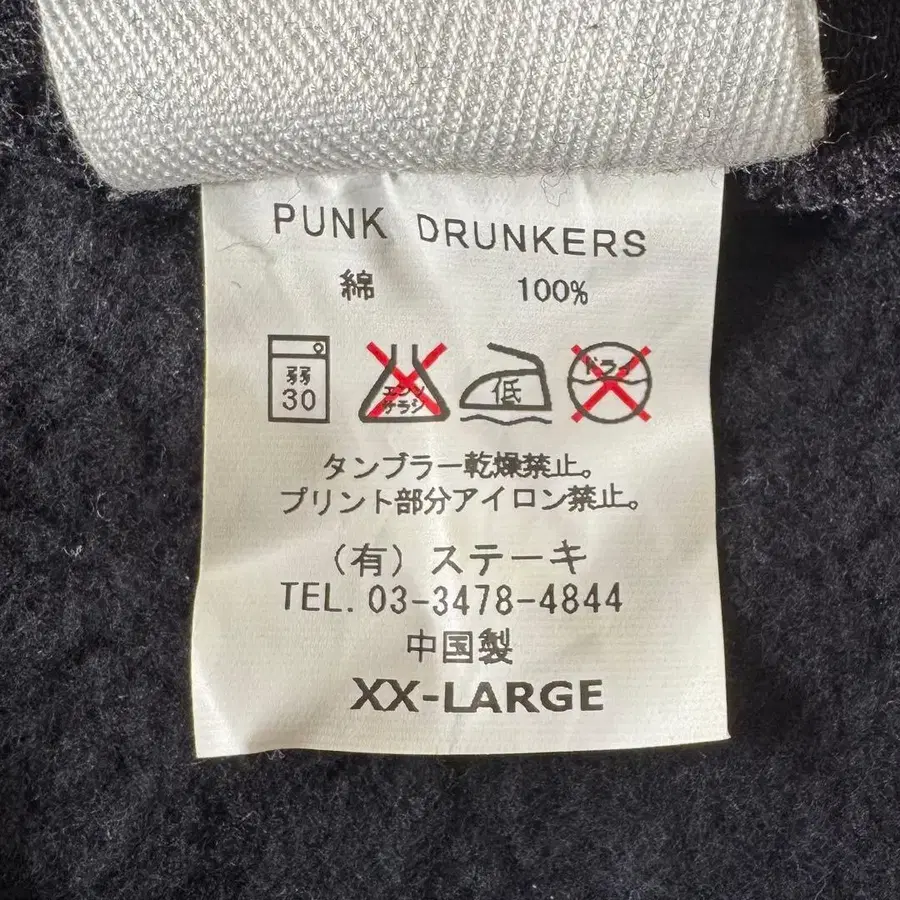 PUNK DRUNKERS
綿 100%
弱 30
エンソサラシ
低
ドライ
タンブラー乾燥禁止。
プリント部分アイロン禁止。
(有) ステーキ
TEL. 03-3478-4844
中国製
XX-LARGE